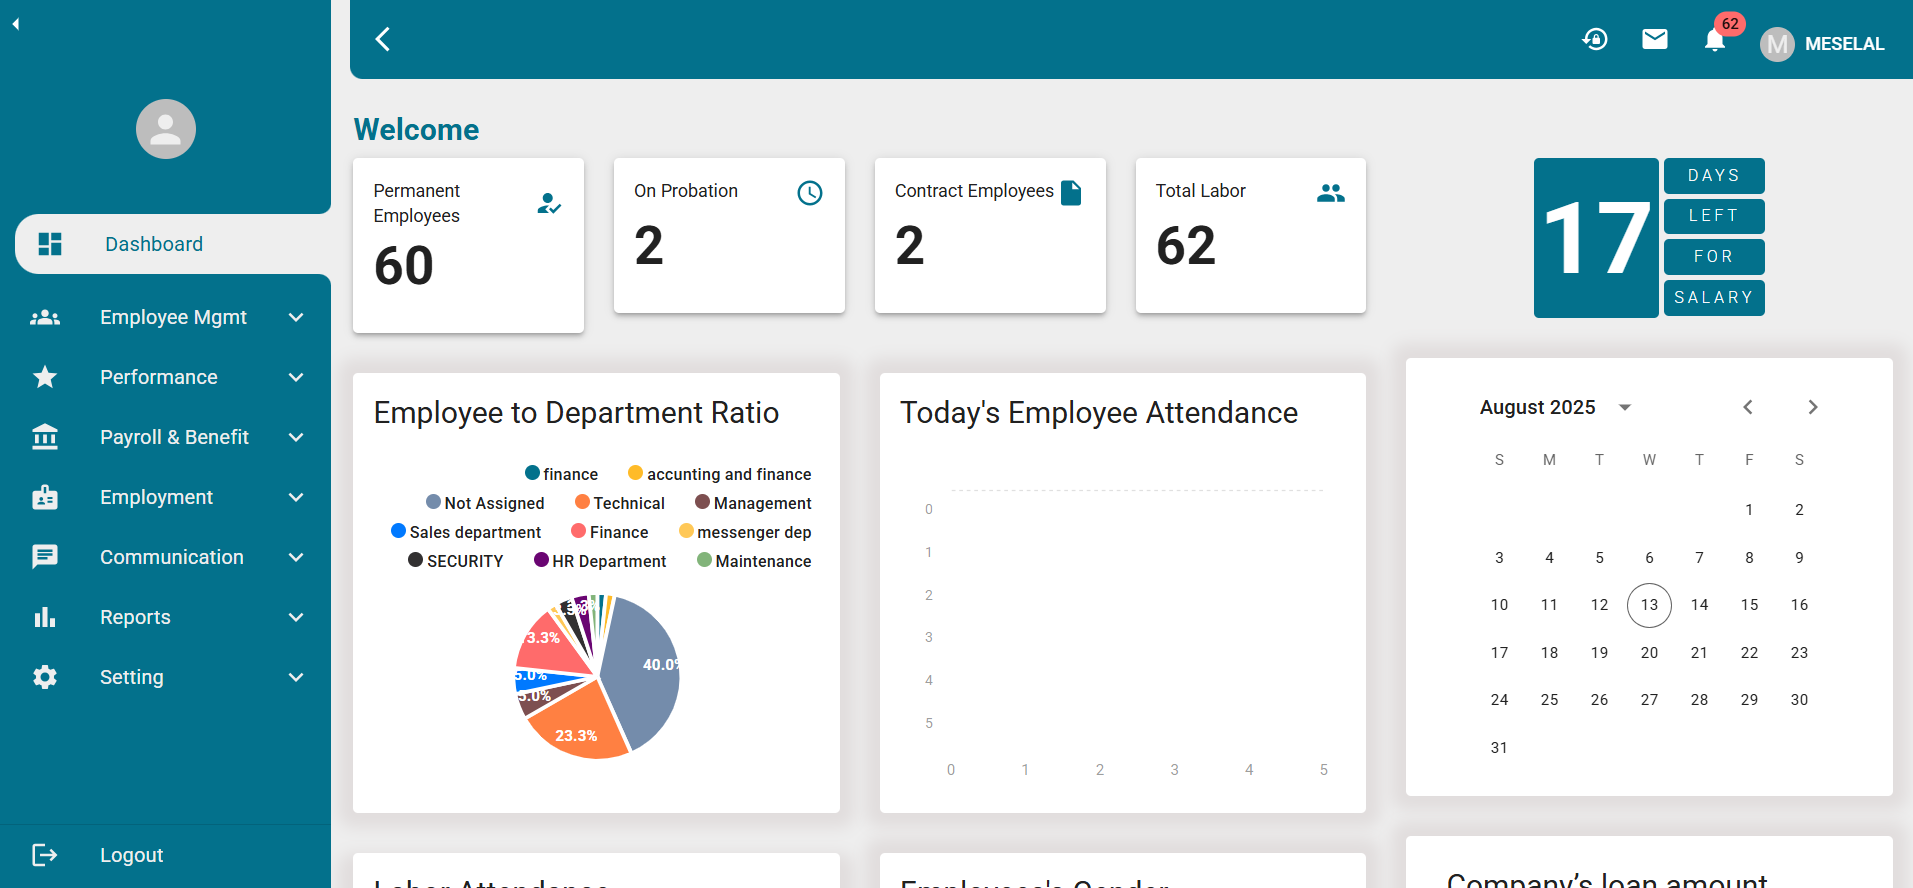 62
M MESELAL
Dashboard
Employee Mgmt
Performance
Payroll & Benefit
Employment
Communication
Reports
Setting
Logout
Welcome
Permanent
Employees
60
On Probation
2
Contract Employees
2
Total Labor
62
17
DAYS
LEFT
FOR
SALARY
Employee to Department Ratio
finance accunting and finance
Not Assigned Technical Management
Sales department Finance messenger dep
SECURITY HR Department Maintenance
3.3%
40.0%
5.0%
5.0%
23.3%
Today's Employee Attendance
0
1
2
3
4
5
0 1 2 3 4 5
August 2025
S M T W T F S
1 2
3 4 5 6 7 8 9
10 11 12 13 14 15 16
17 18 19 20 21 22 23
24 25 26 27 28 29 30
31
Labor Attendance
Employees's Gender
Company's loan amount